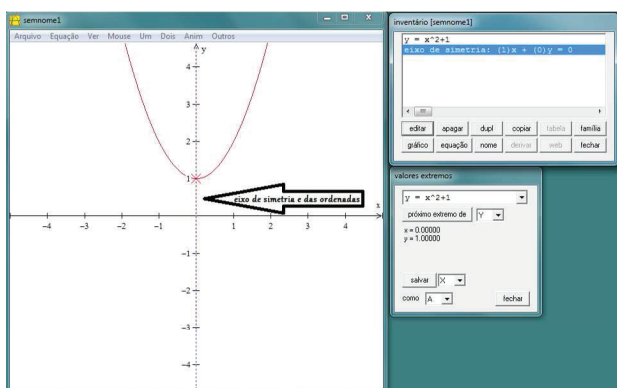 semnome1
Arquivo Equação Ver Mouse Um Dois Anim Outros
y
4
3
2
1
eixo de simetria e das ordenadas
x
−4 −3 −2 −1 1 2 3 4
−1
−2
−3
−4
inventário [semnome1]
y = x^2+1
eixo de simetria: (1)x + (0)y = 0
editar apagar dupl copiar tabela família
gráfico equação nome derivar web fechar
valores extremos
y = x^2+1
próximo extremo de Y
x = 0.00000
y = 1.00000
salvar X
como A fechar